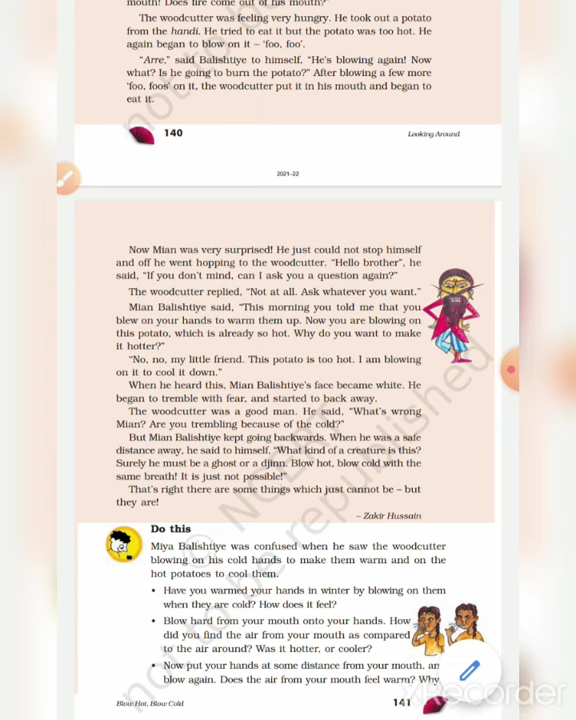 mouth! Does fire come out of his mouth?"
The woodcutter was feeling very hungry. He took out a potato
from the handi. He tried to eat it but the potato was too hot. He
again began to blow on it – 'foo, foo'.
"Arre," said Balishtiye to himself, "He's blowing again! Now
what? Is he going to burn the potato?" After blowing a few more
'foo, foos' on it, the woodcutter put it in his mouth and began to
eat it.
140
Looking Around
2021–22
Now Mian was very surprised! He just could not stop himself
and off he went hopping to the woodcutter. "Hello brother", he
said, "If you don't mind, can I ask you a question again?"
The woodcutter replied, "Not at all. Ask whatever you want."
Mian Balishtiye said, "This morning you told me that you
blew on your hands to warm them up. Now you are blowing on
this potato, which is already so hot. Why do you want to make
it hotter?"
"No, no, my little friend. This potato is too hot. I am blowing
on it to cool it down."
When he heard this, Mian Balishtiye's face became white. He
began to tremble with fear, and started to back away.
The woodcutter was a good man. He said, "What's wrong
Mian? Are you trembling because of the cold?"
But Mian Balishtiye kept going backwards. When he was a safe
distance away, he said to himself, "What kind of a creature is this?
Surely he must be a ghost or a djinn. Blow hot, blow cold with the
same breath! It is just not possible!"
That's right there are some things which just cannot be – but
they are!
– Zakir Hussain
Do this
Miya Balishtiye was confused when he saw the woodcutter
blowing on his cold hands to make them warm and on the
hot potatoes to cool them.
• Have you warmed your hands in winter by blowing on them
when they are cold? How does it feel?
• Blow hard from your mouth onto your hands. How
did you find the air from your mouth as compared
to the air around? Was it hotter, or cooler?
• Now put your hands at some distance from your mouth, an
blow again. Does the air from your mouth feel warm? Why
Blow Hot, Blow Cold
141
© NCERT
not to be republished
Recorder